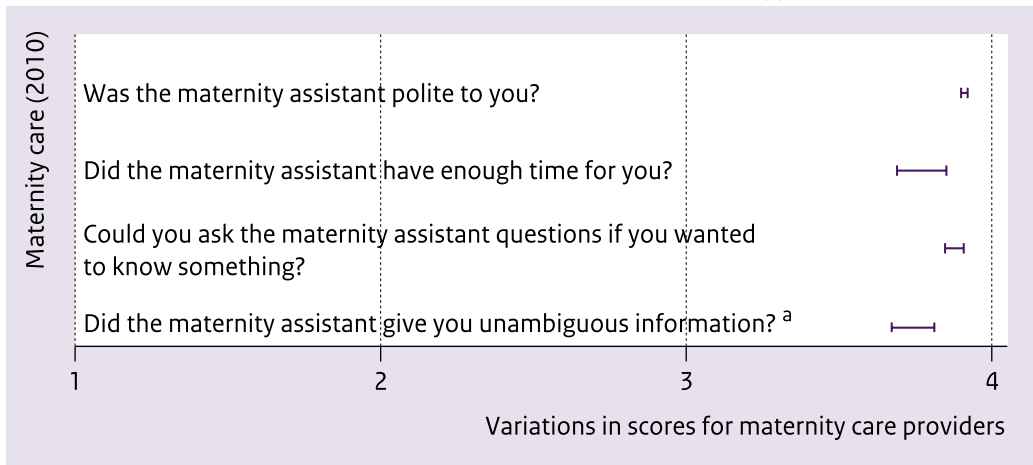 Maternity care (2010)
Was the maternity assistant polite to you?
Did the maternity assistant have enough time for you?
Could you ask the maternity assistant questions if you wanted
to know something?
Did the maternity assistant give you unambiguous information? a
1 2 3 4
Variations in scores for maternity care providers